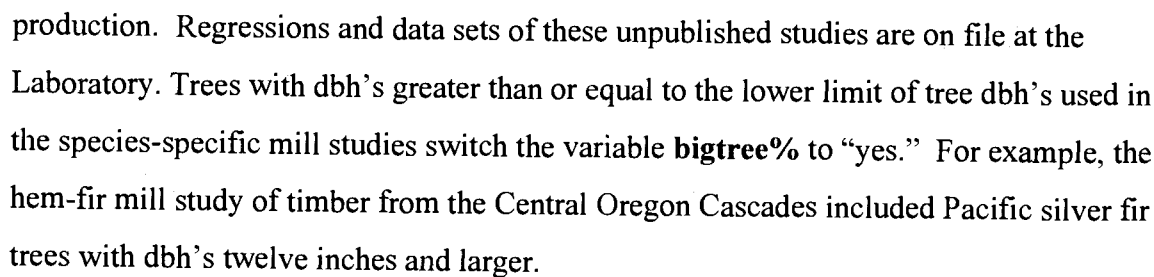 production.  Regressions and data sets of these unpublished studies are on file at the
Laboratory. Trees with dbh’s greater than or equal to the lower limit of tree dbh’s used in
the species-specific mill studies switch the variable bigtree% to “yes.”  For example, the
hem-fir mill study of timber from the Central Oregon Cascades included Pacific silver fir
trees with dbh’s twelve inches and larger.